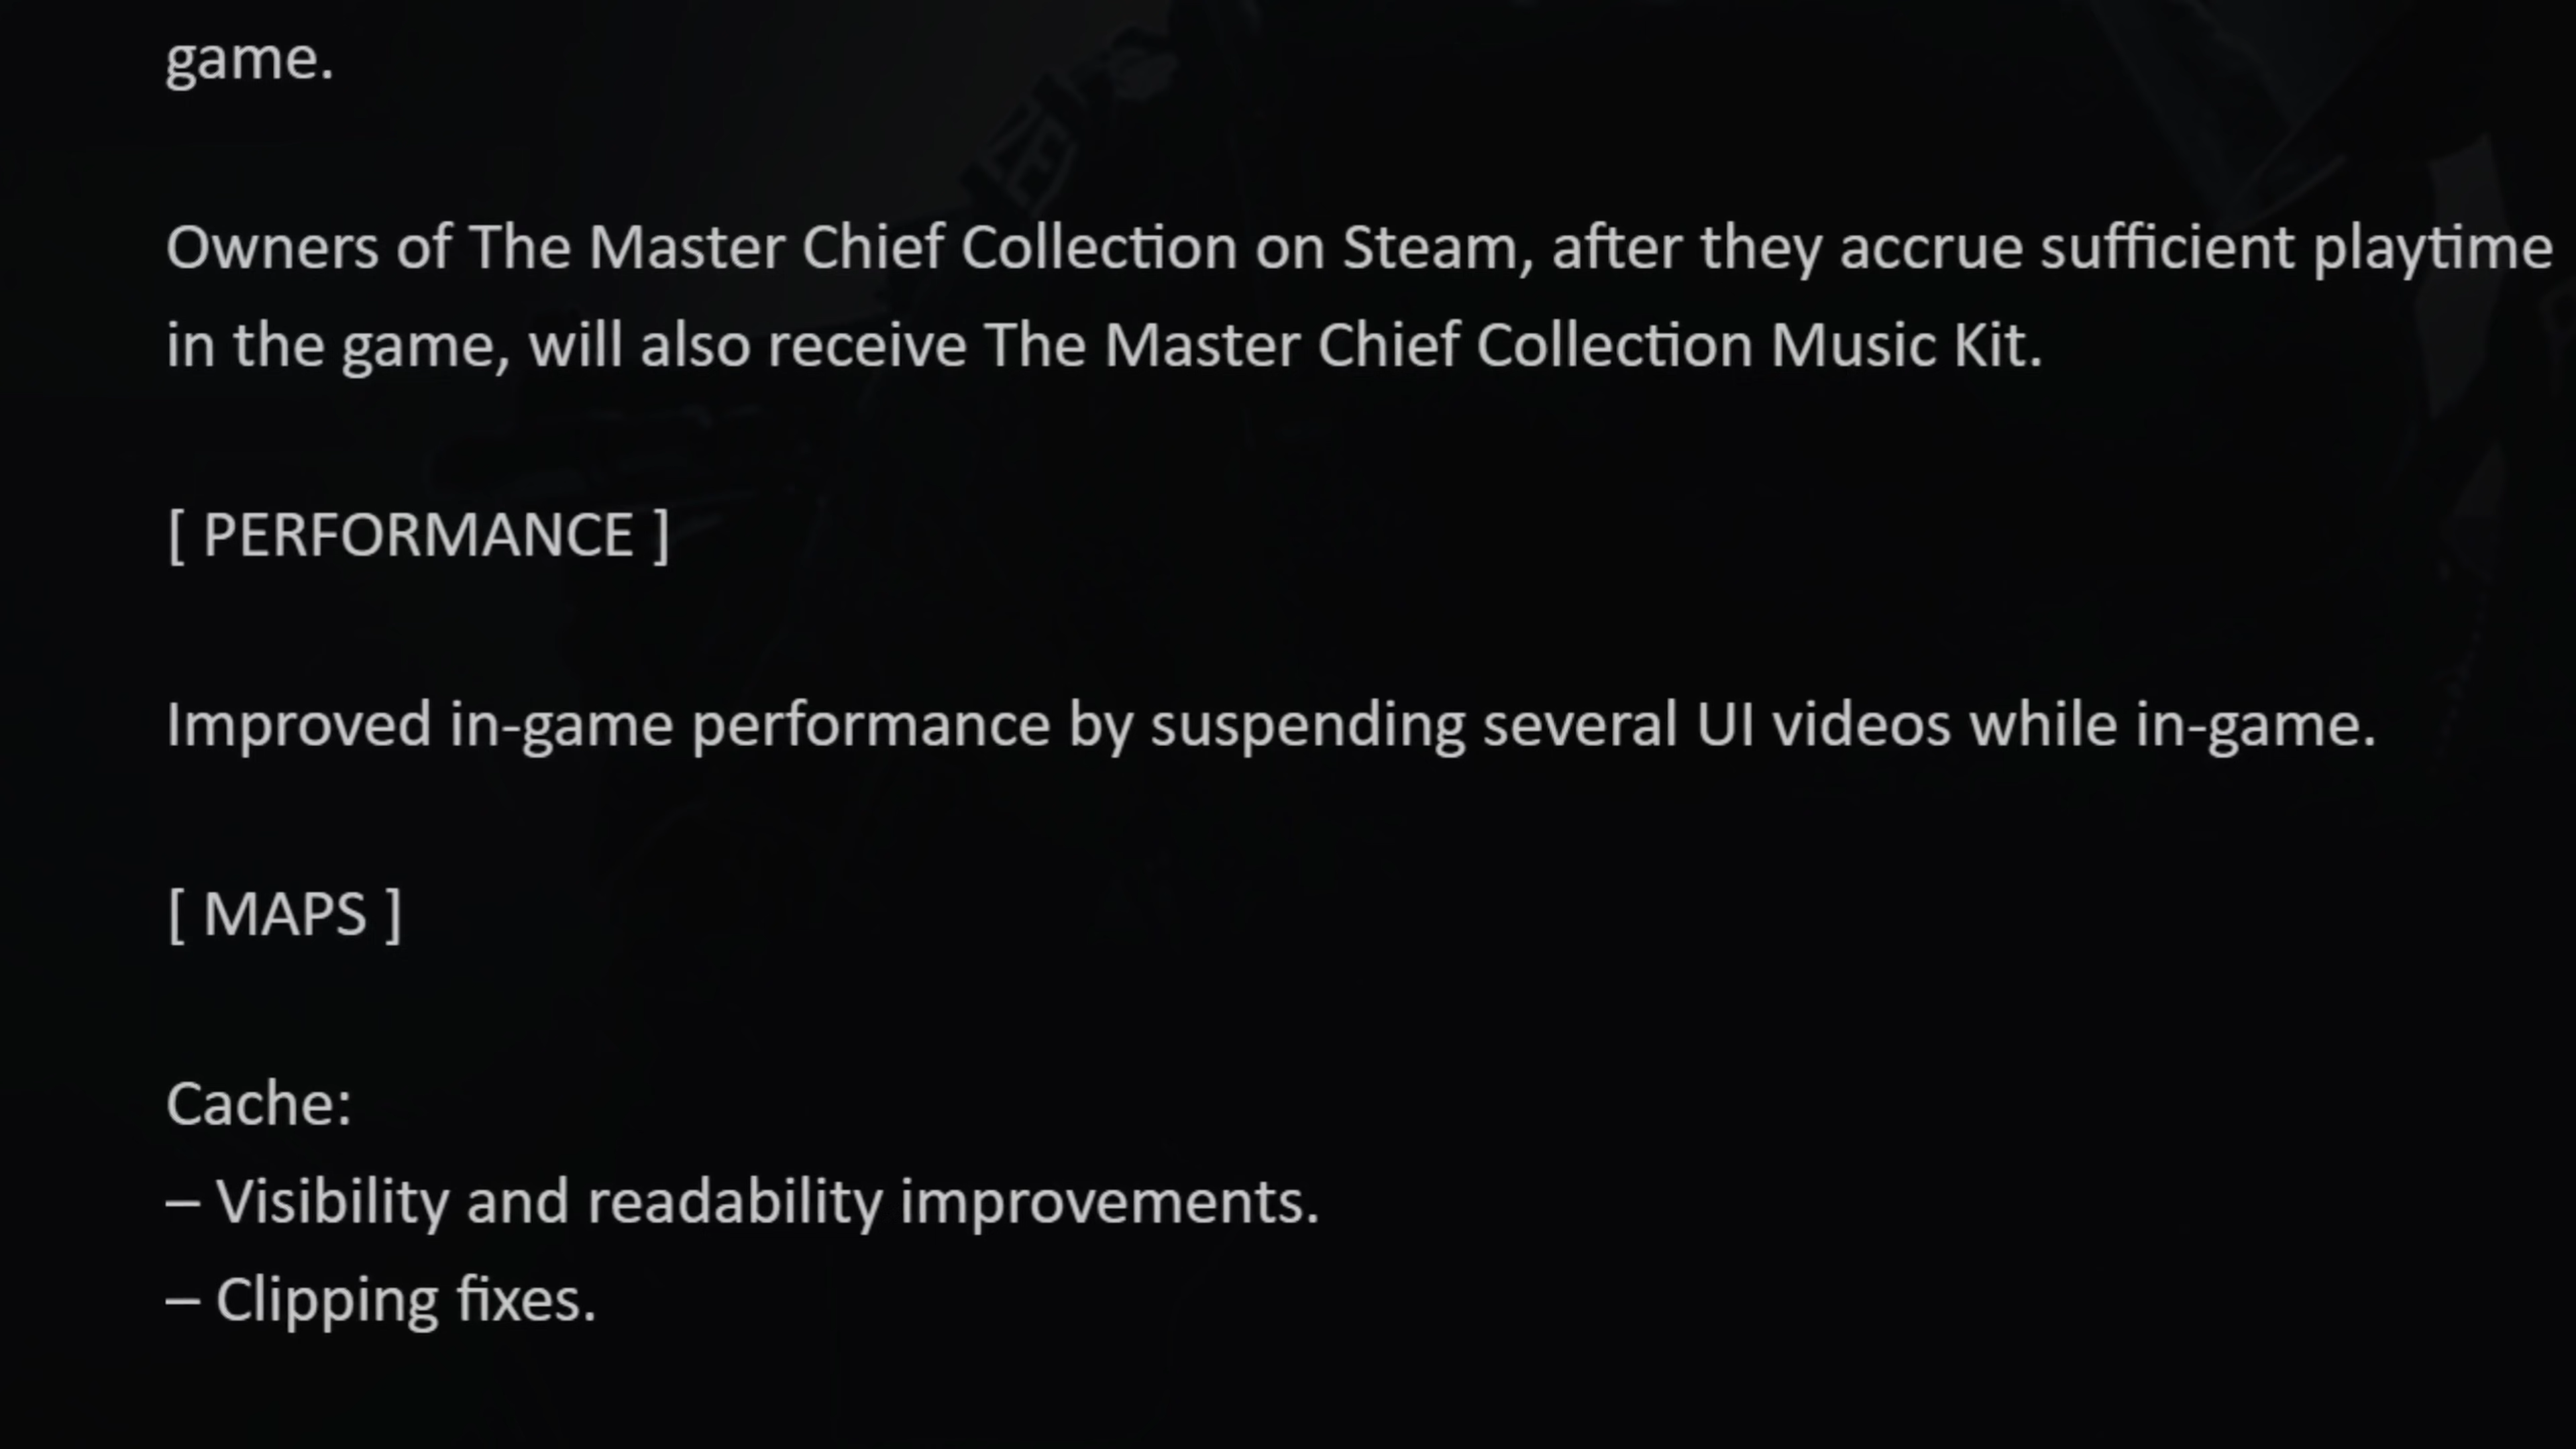 game.
Owners of The Master Chief Collection on Steam, after they accrue sufficient playtime
in the game, will also receive The Master Chief Collection Music Kit.
[ PERFORMANCE ]
Improved in-game performance by suspending several UI videos while in-game.
[ MAPS ]
Cache:
– Visibility and readability improvements.
– Clipping fixes.